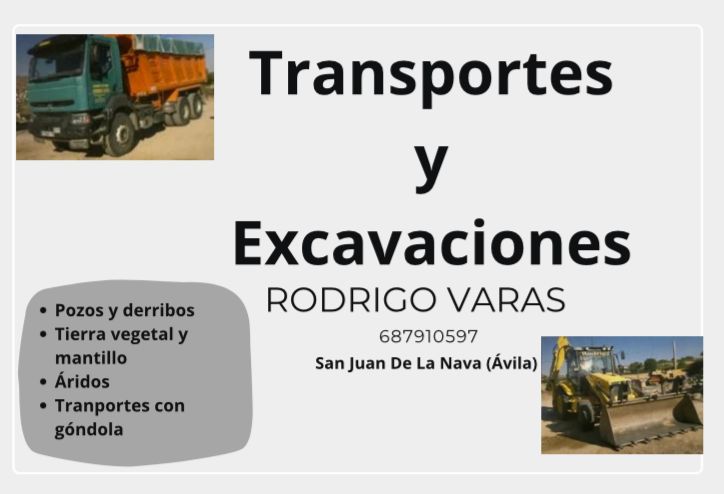 Transportes
y
Excavaciones
RODRIGO VARAS
687910597
San Juan De La Nava (Ávila)
• Pozos y derribos
• Tierra vegetal y
mantillo
• Áridos
• Tranportes con
góndola